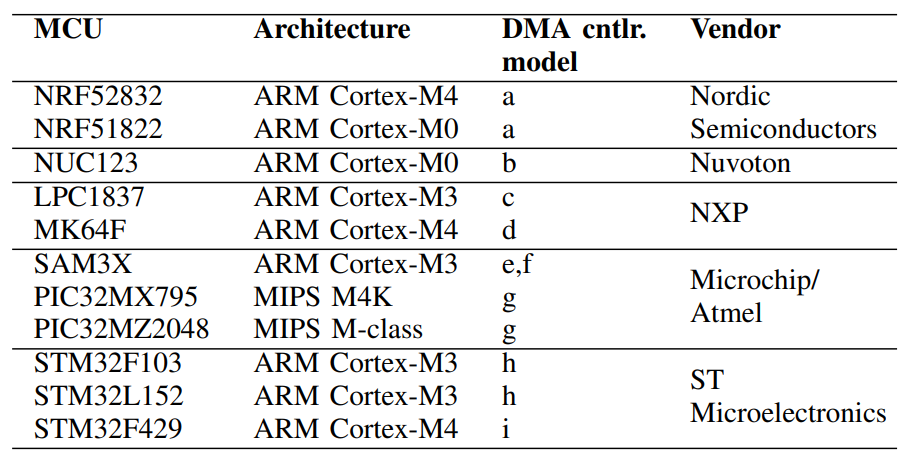 MCU Architecture DMA cntlr. model Vendor
NRF52832 ARM Cortex-M4 a Nordic Semiconductors
NRF51822 ARM Cortex-M0 a
NUC123 ARM Cortex-M0 b Nuvoton
LPC1837 ARM Cortex-M3 c NXP
MK64F ARM Cortex-M4 d
SAM3X ARM Cortex-M3 e,f Microchip/ Atmel
PIC32MX795 MIPS M4K g
PIC32MZ2048 MIPS M-class g
STM32F103 ARM Cortex-M3 h ST Microelectronics
STM32L152 ARM Cortex-M3 h
STM32F429 ARM Cortex-M4 i